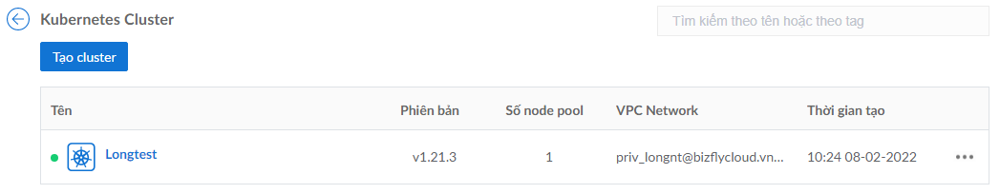 Kubernetes Cluster
Tìm kiếm theo tên hoặc theo tag
Tạo cluster
Tên Phiên bản Số node pool VPC Network Thời gian tạo
Longtest v1.21.3 1 priv_longnt@bizflycloud.vn... 10:24 08-02-2022